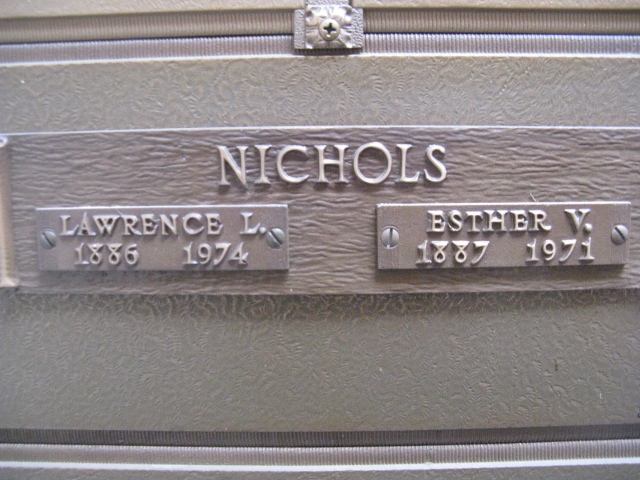 NICHOLS
LAWRENCE L.
1886 1974
ESTHER V.
1887 1971